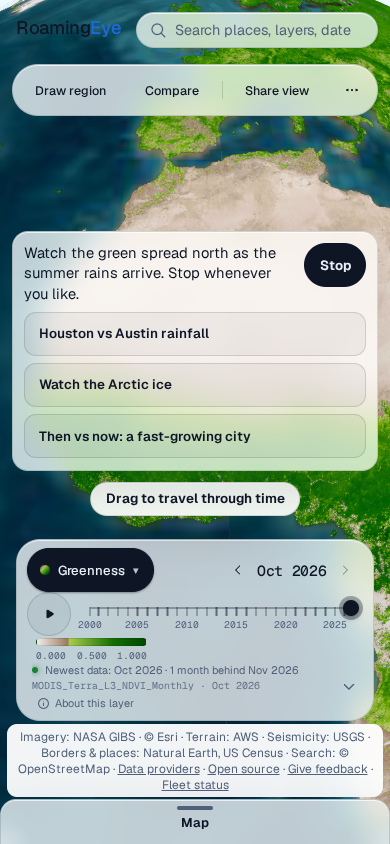 RoamingEye
Search places, layers, date
Draw region
Compare
Share view
Watch the green spread north as the
summer rains arrive. Stop whenever
you like.
Stop
Houston vs Austin rainfall
Watch the Arctic ice
Then vs now: a fast-growing city
Drag to travel through time
Greenness
Oct 2026
2000 2005 2010 2015 2020 2025
0.000 0.500 1.000
Newest data: Oct 2026 · 1 month behind Nov 2026
MODIS_Terra_L3_NDVI_Monthly · Oct 2026
About this layer
Imagery: NASA GIBS · © Esri · Terrain: AWS · Seismicity: USGS ·
Borders & places: Natural Earth, US Census · Search: ©
OpenStreetMap · Data providers · Open source · Give feedback ·
Fleet status
Map